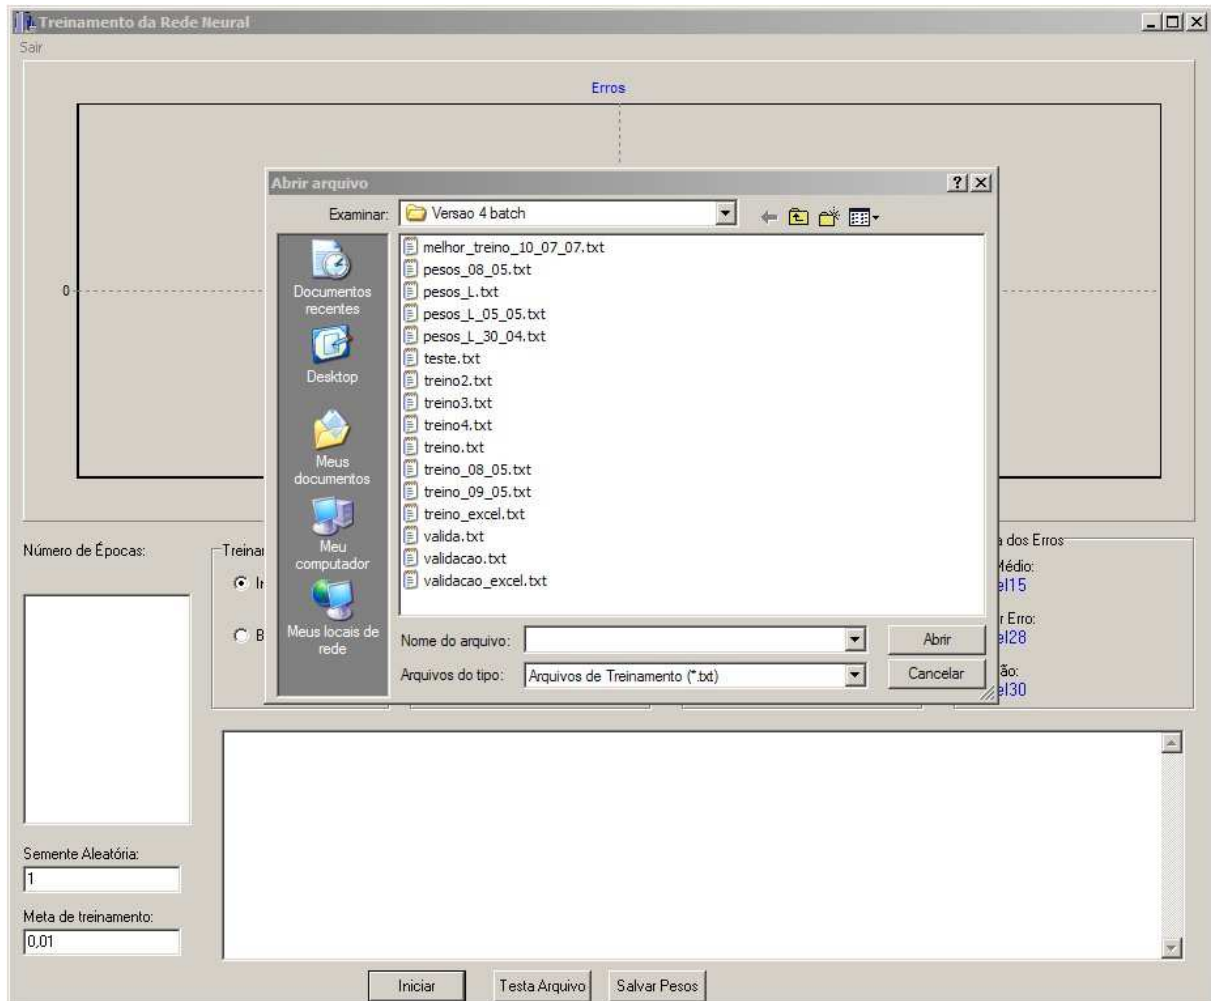 Treinamento da Rede Neural
Sair
Erros
0
Abrir arquivo
Examinar: Versao 4 batch
Documentos recentes
Desktop
Meus documentos
Meu computador
Meus locais de rede
melhor_treino_10_07_07.txt
pesos_08_05.txt
pesos_L.txt
pesos_L_05_05.txt
pesos_L_30_04.txt
teste.txt
treino2.txt
treino3.txt
treino4.txt
treino.txt
treino_08_05.txt
treino_09_05.txt
treino_excel.txt
valida.txt
validacao.txt
validacao_excel.txt
Nome do arquivo: Abrir
Arquivos do tipo: Arquivos de Treinamento (*.txt) Cancelar
Número de Épocas:
Treina
B
dos Erros
Médio:
el15
Erro:
el28
ão:
el30
Semente Aleatória:
1
Meta de treinamento:
0,01
Iniciar Testa Arquivo Salvar Pesos